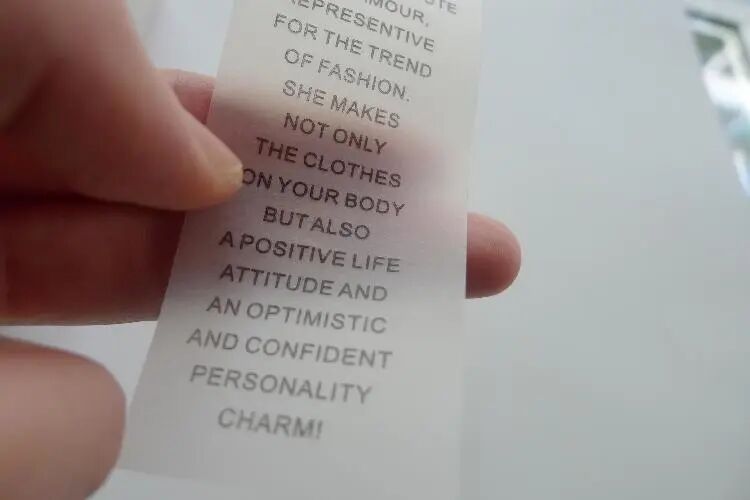 FOR THE TREND
OF FASHION.
SHE MAKES
NOT ONLY
THE CLOTHES
ON YOUR BODY
BUT ALSO
A POSITIVE LIFE
ATTITUDE AND
AN OPTIMISTIC
AND CONFIDENT
PERSONALITY
CHARM!